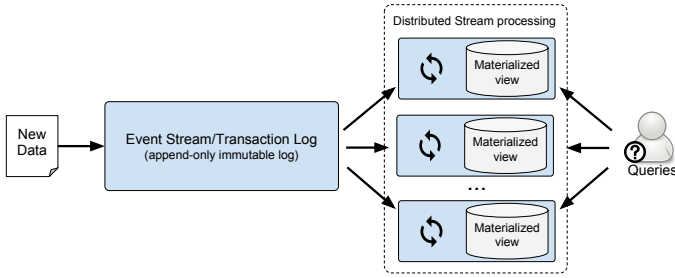 Distributed Stream processing
Materialized
view
New
Data
Event Stream/Transaction Log
(append-only immutable log)
Materialized
view
...
Materialized
view
?
Queries